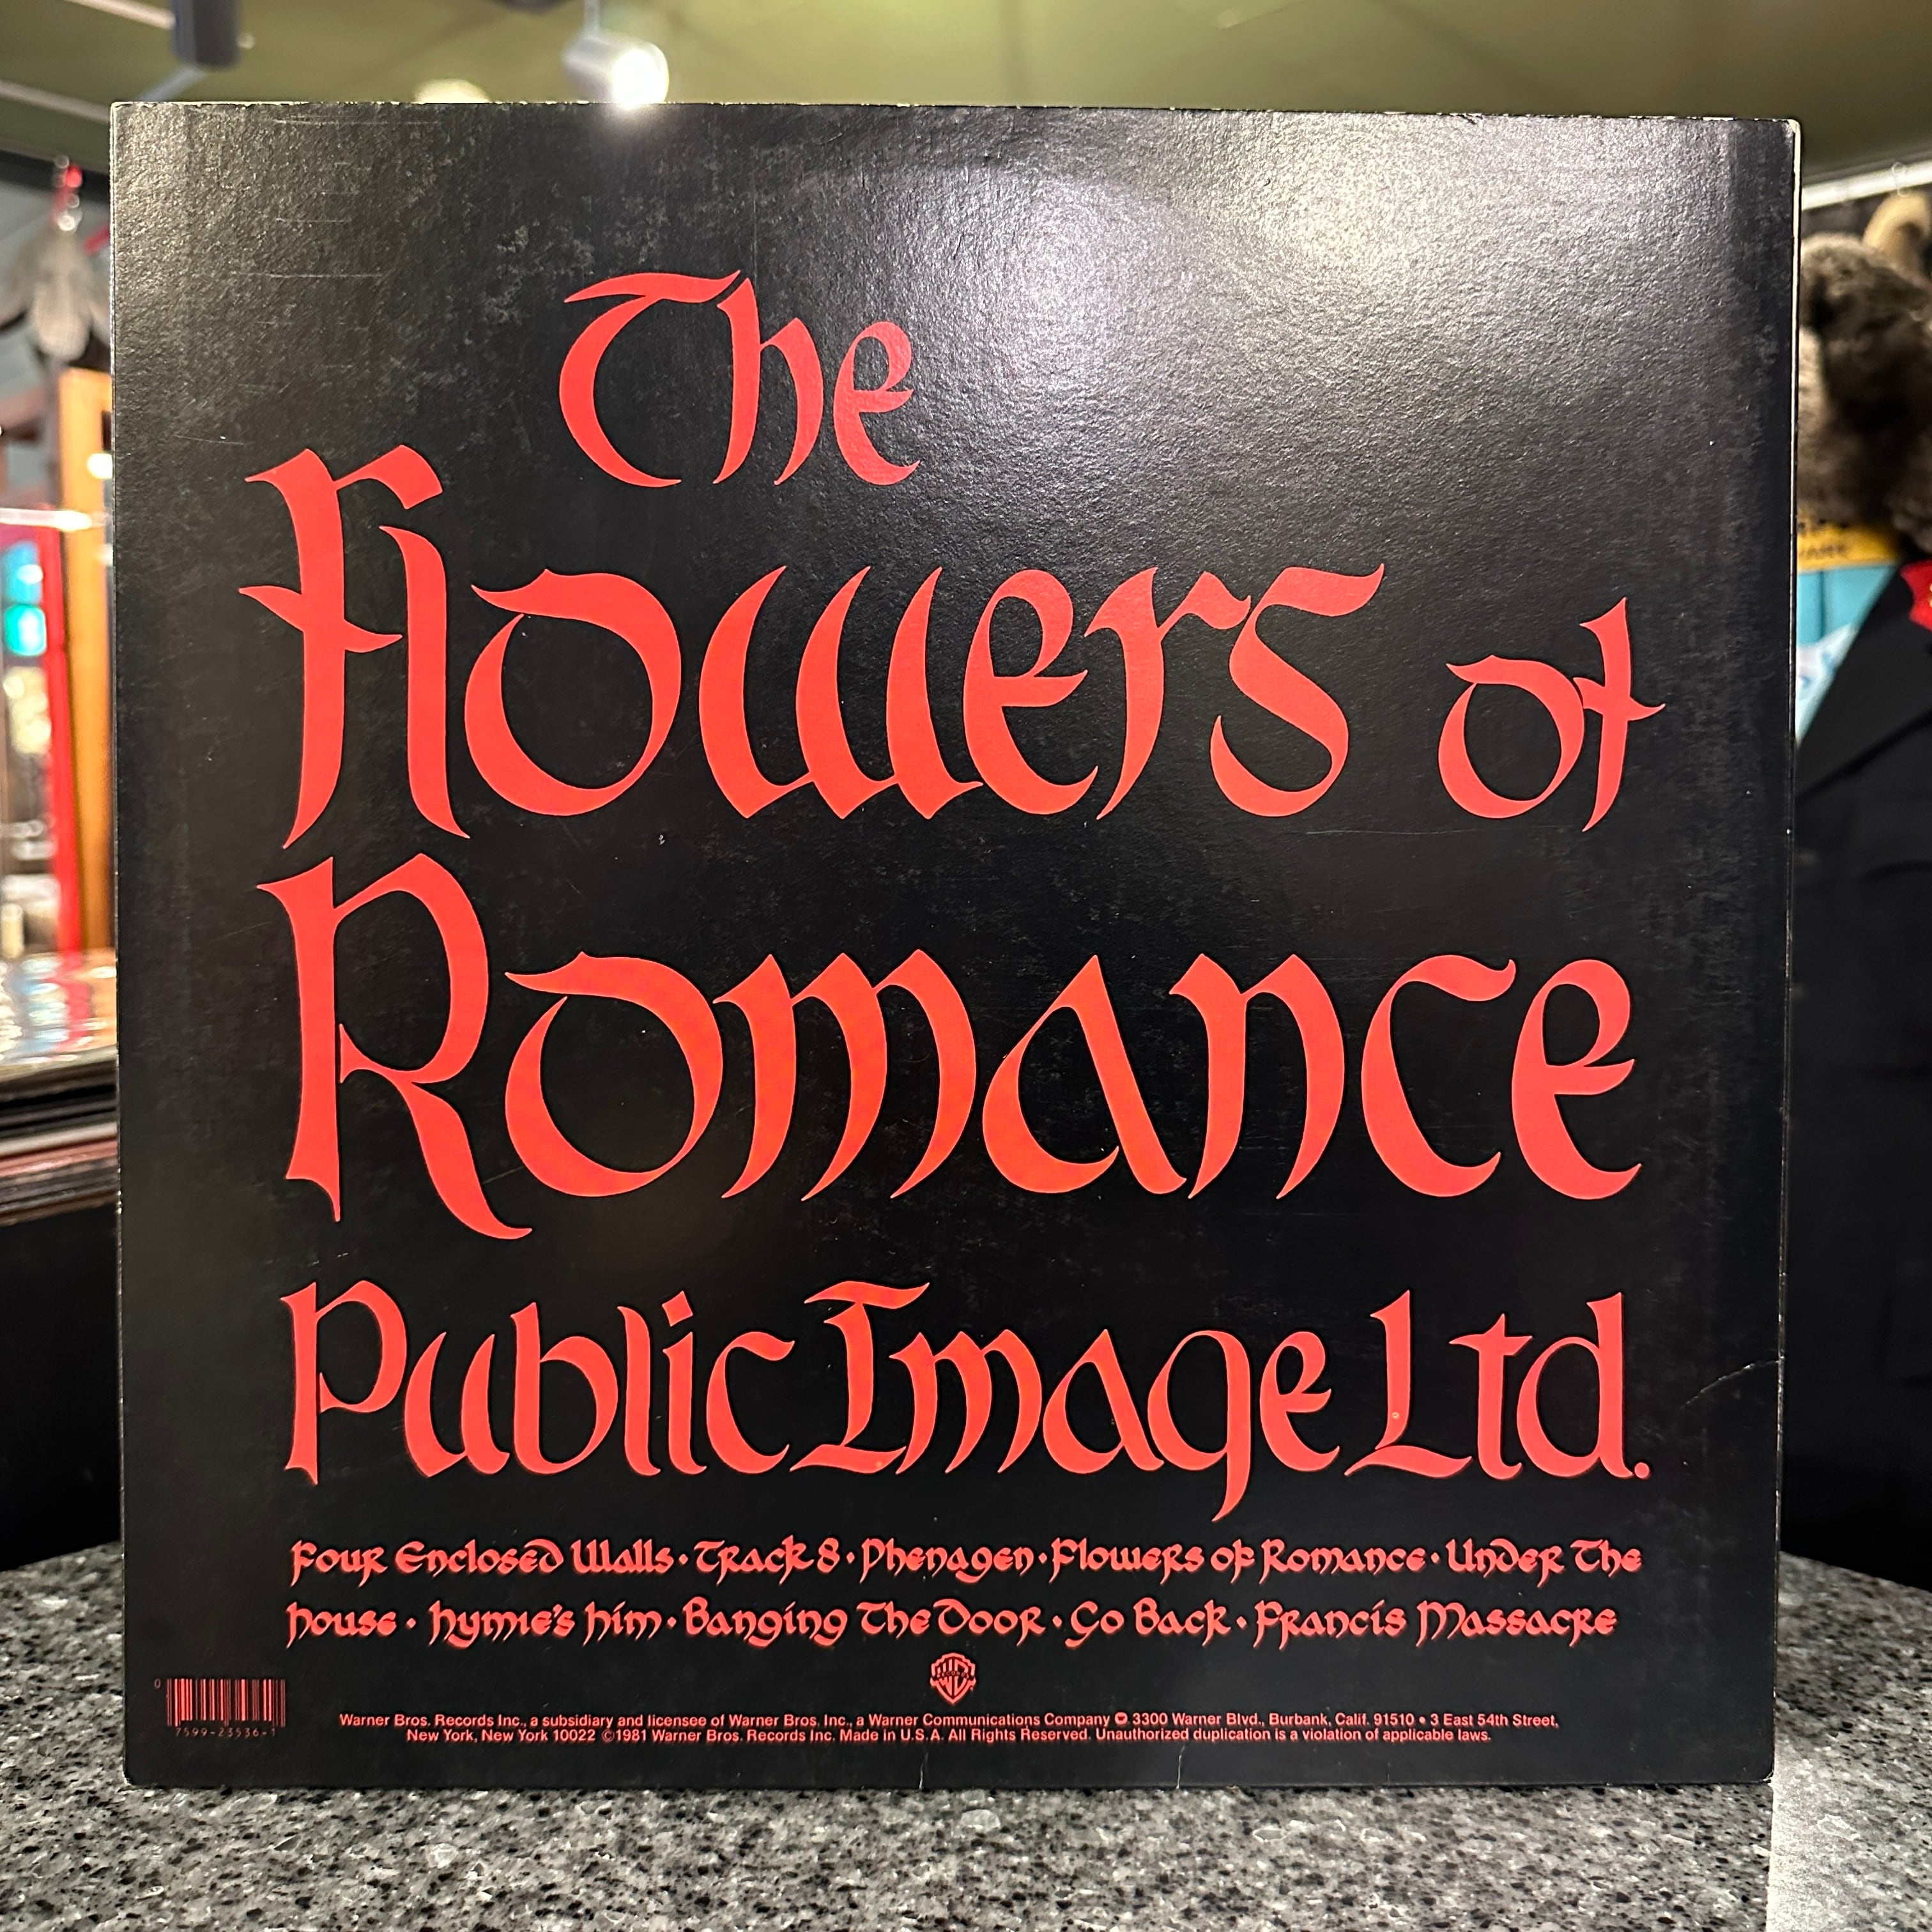 The
Flowers of
Romance
Public Image Ltd.
Four Enclosed Walls · Track 8 · Phenagen · Flowers of Romance · Under The
House · Hymie's Him · Banging The Door · Go Back · Francis Massacre
0
7599-23536-1
Warner Bros. Records Inc., a subsidiary and licensee of Warner Bros. Inc., a Warner Communications Company 3300 Warner Blvd., Burbank, Calif. 91510 • 3 East 54th Street,
New York, New York 10022 ©1981 Warner Bros. Records Inc. Made in U.S.A. All Rights Reserved. Unauthorized duplication is a violation of applicable laws.